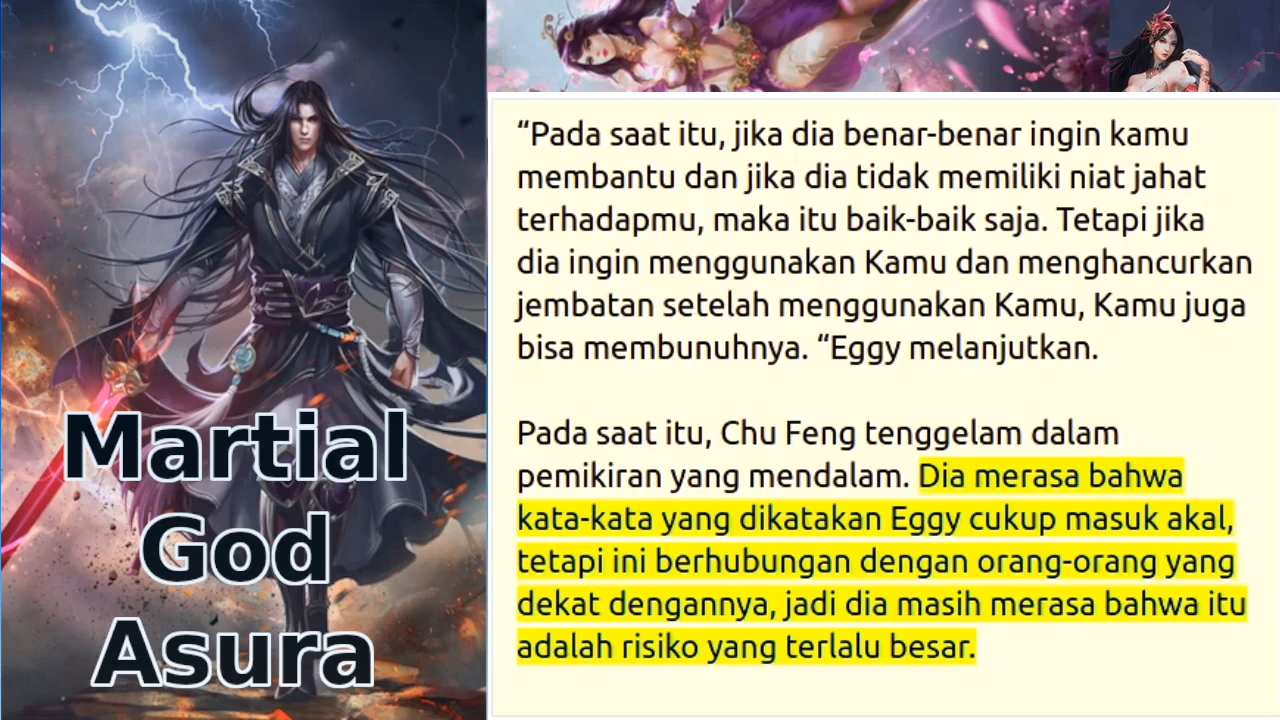 Martial
God
Asura
“Pada saat itu, jika dia benar-benar ingin kamu
membantu dan jika dia tidak memiliki niat jahat
terhadapmu, maka itu baik-baik saja. Tetapi jika
dia ingin menggunakan Kamu dan menghancurkan
jembatan setelah menggunakan Kamu, Kamu juga
bisa membunuhnya. “Eggy melanjutkan.
Pada saat itu, Chu Feng tenggelam dalam
pemikiran yang mendalam. Dia merasa bahwa
kata-kata yang dikatakan Eggy cukup masuk akal,
tetapi ini berhubungan dengan orang-orang yang
dekat dengannya, jadi dia masih merasa bahwa itu
adalah risiko yang terlalu besar.